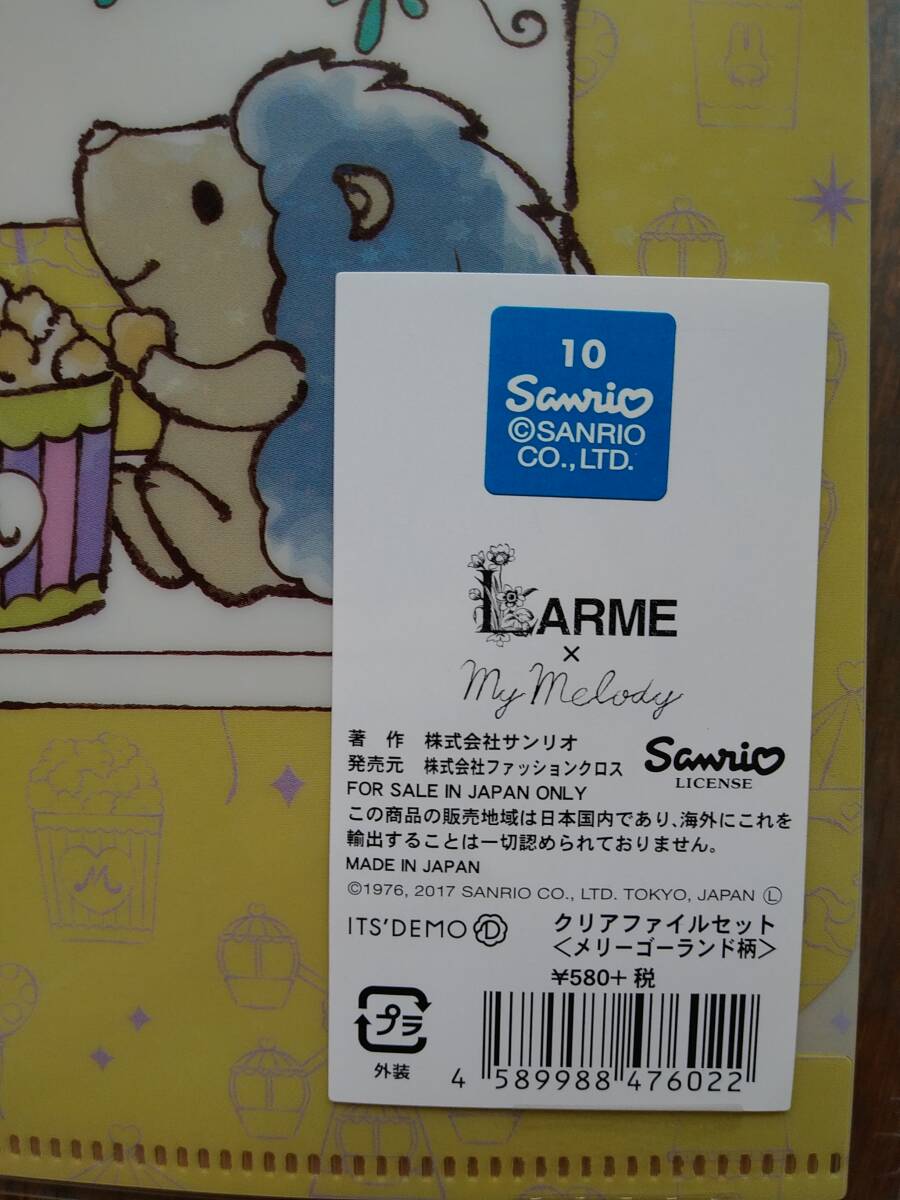 10
Sanrio
©SANRIO
CO.,LTD.
LARME
×
My Melody
著 作 株式会社サンリオ
発売元 株式会社ファッションクロス
Sanrio
LICENSE
FOR SALE IN JAPAN ONLY
この商品の販売地域は日本国内であり、海外にこれを
輸出することは一切認められておりません。
MADE IN JAPAN
©1976, 2017 SANRIO CO., LTD. TOKYO, JAPAN Ⓛ
ITS'DEMO
クリアファイルセット
<メリーゴーランド柄>
¥580+ 税
プラ
外装
4 589988 476022
M